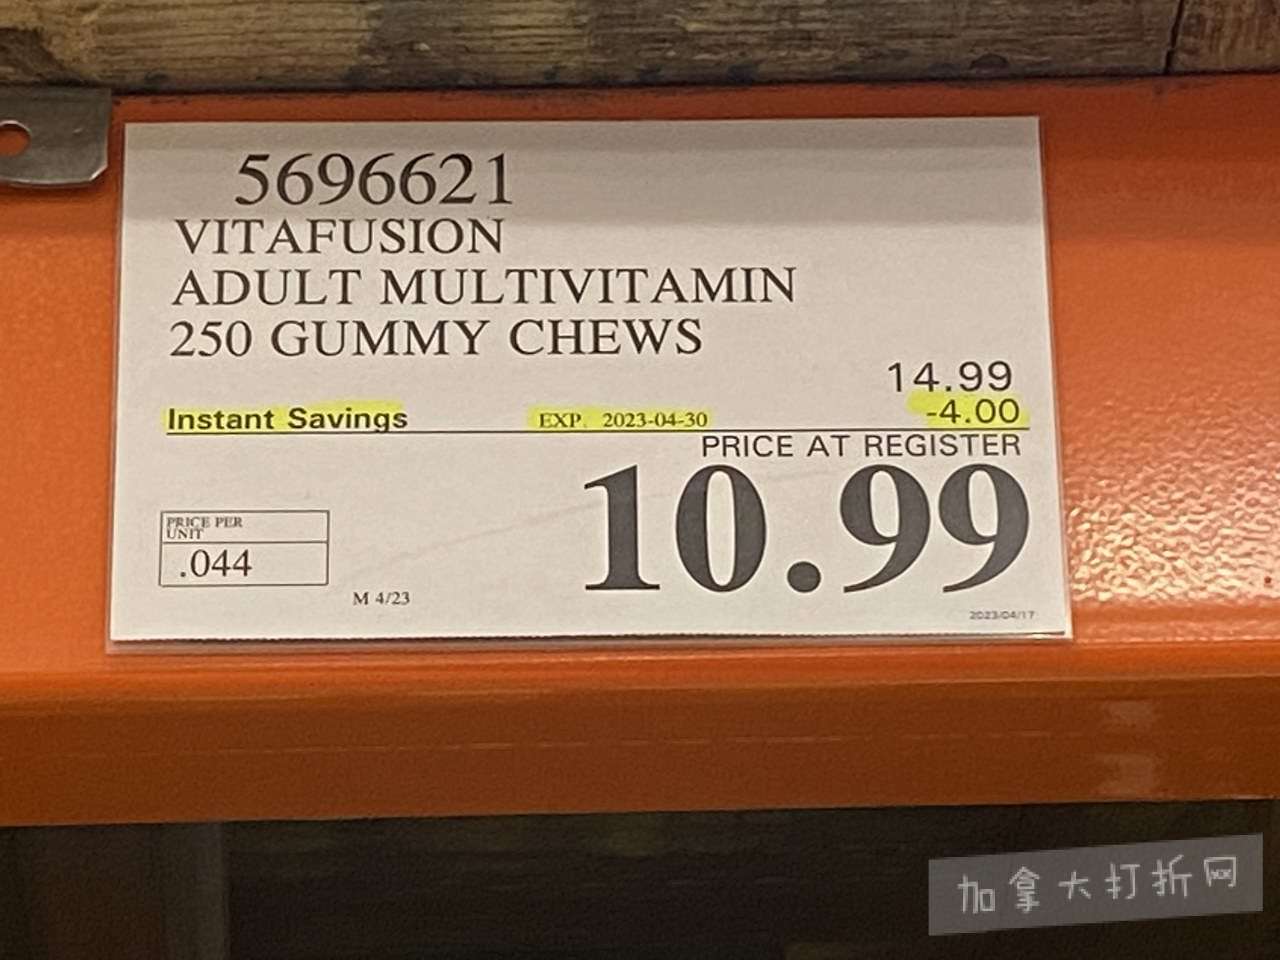 5696621
VITAFUSION
ADULT MULTIVITAMIN
250 GUMMY CHEWS
14.99
Instant Savings EXP. 2023-04-30 -4.00
PRICE AT REGISTER
10.99
PRICE PER
UNIT
.044
M 4/23
2023/04/17
加拿大打折网